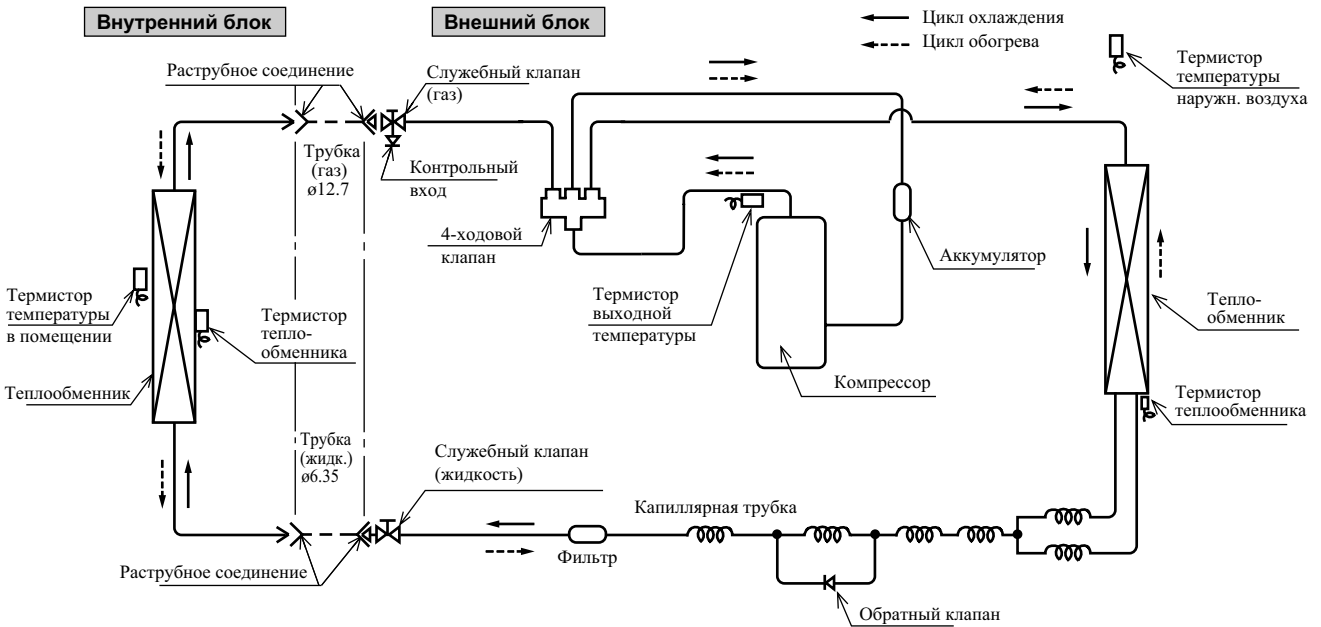 Внутренний блок
Внешний блок
Цикл охлаждения
Цикл обогрева
Термистор
температуры
наружн. воздуха
Раструбное соединение
Служебный клапан
(газ)
Трубка
(газ)
ø12.7
Контрольный
вход
4-ходовой
клапан
Аккумулятор
Термистор
выходной
температуры
Компрессор
Тепло-
обменник
Термистор
теплообменника
Термистор
температуры
в помещении
Термистор
тепло-
обменника
Теплообменник
Трубка
(жидк.)
ø6.35
Служебный клапан
(жидкость)
Капиллярная трубка
Фильтр
Раструбное соединение
Обратный клапан